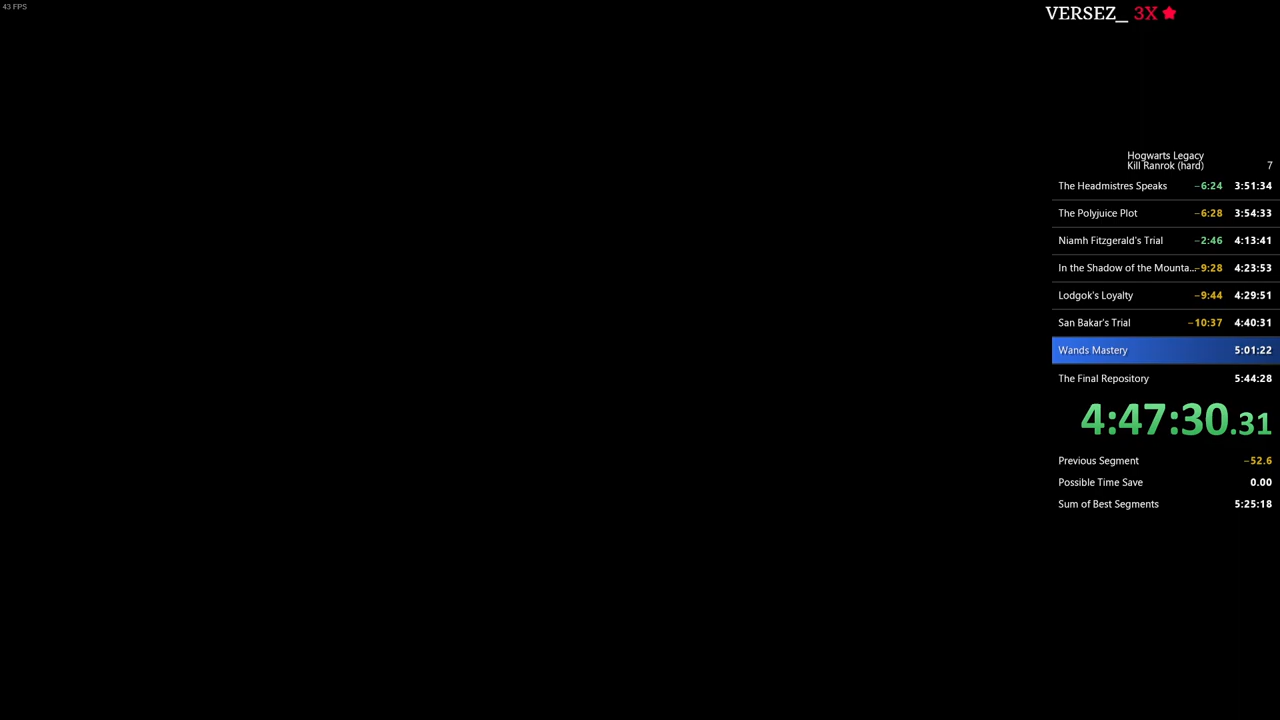 43 FPS
VERSEZ_ 3X
Hogwarts Legacy
Kill Ranrok (hard) 7
The Headmistres Speaks −6:24 3:51:34
The Polyjuice Plot −6:28 3:54:33
Niamh Fitzgerald's Trial −2:46 4:13:41
In the Shadow of the Mounta... −9:28 4:23:53
Lodgok's Loyalty −9:44 4:29:51
San Bakar's Trial −10:37 4:40:31
Wands Mastery 5:01:22
The Final Repository 5:44:28
4:47:30.31
Previous Segment −52.6
Possible Time Save 0.00
Sum of Best Segments 5:25:18